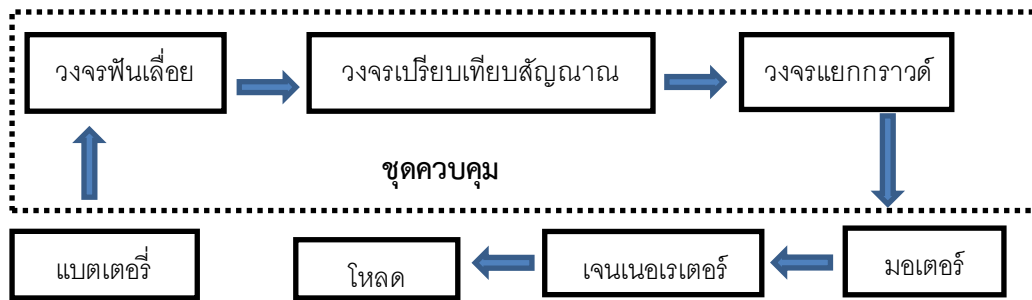 วงจรฟันเลื่อย
วงจรเปรียบเทียบสัญญาณ
วงจรแยกกราวด์
ชุดควบคุม
แบตเตอรี่
โหลด
เจนเนอเรเตอร์
มอเตอร์